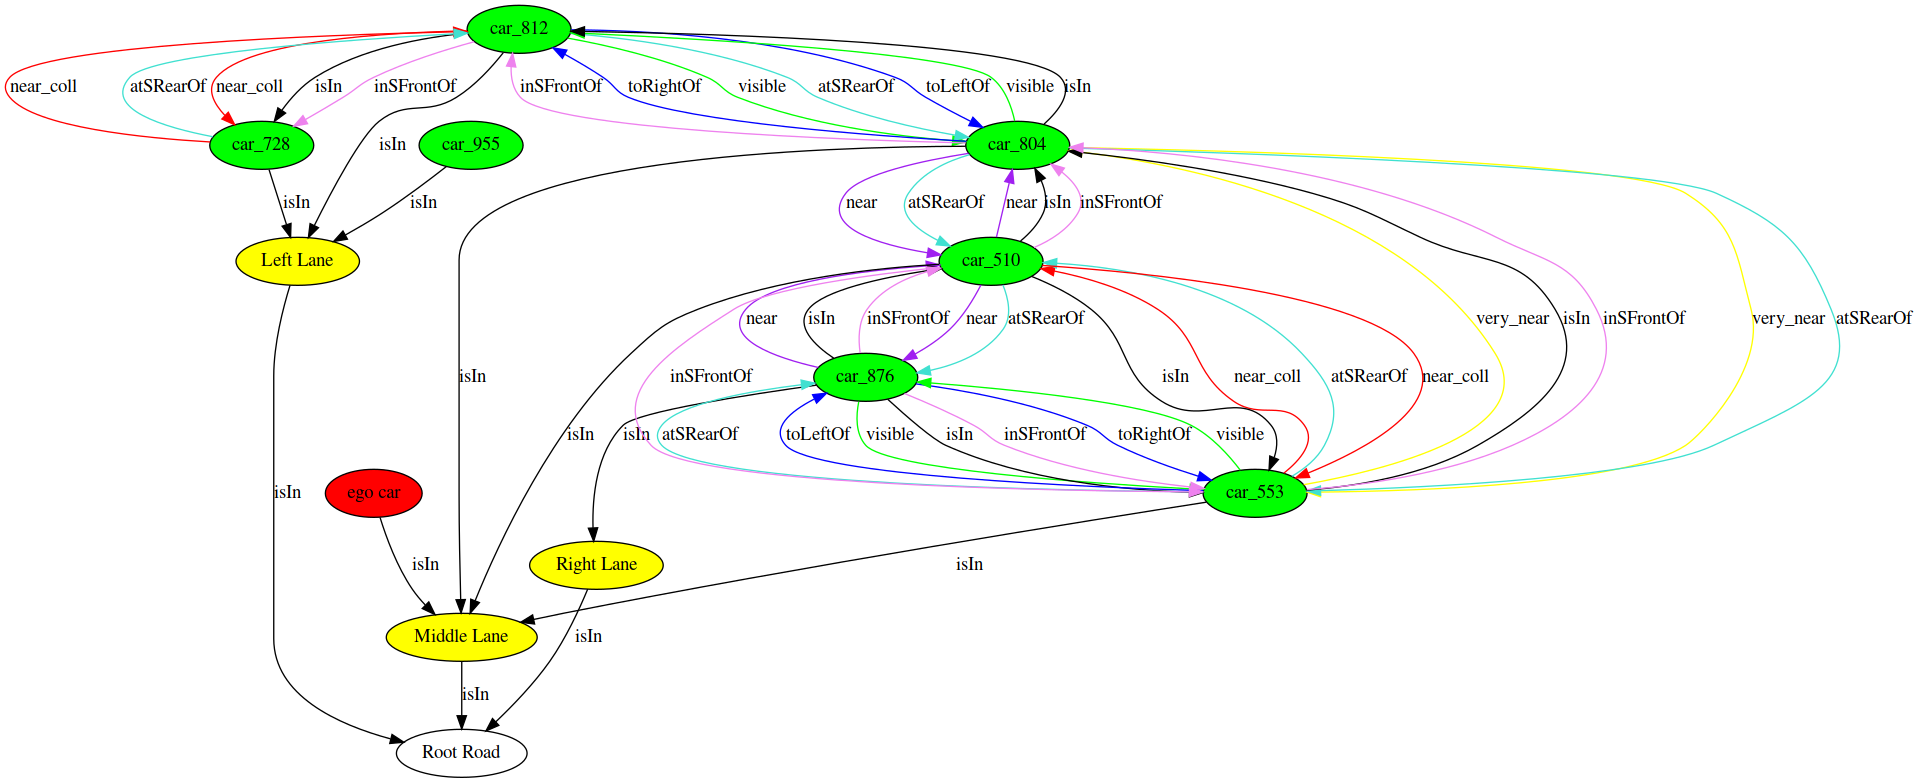 car_812
near_coll
atSRearOf
near_coll
isIn
inSFrontOf
inSFrontOf
toRightOf
visible
atSRearOf
toLeftOf
visible
isIn
car_728
isIn
car_955
car_804
isIn
isIn
near
atSRearOf
near
isIn
inSFrontOf
Left Lane
car_510
near
isIn
inSFrontOf
near
atSRearOf
very_near
isIn
inSFrontOf
very_near
atSRearOf
isIn
inSFrontOf
car_876
isIn
near_coll
atSRearOf
near_coll
isIn
isIn
atSRearOf
toLeftOf
visible
isIn
inSFrontOf
toRightOf
visible
isIn
ego car
car_553
isIn
Right Lane
isIn
Middle Lane
isIn
isIn
Root Road